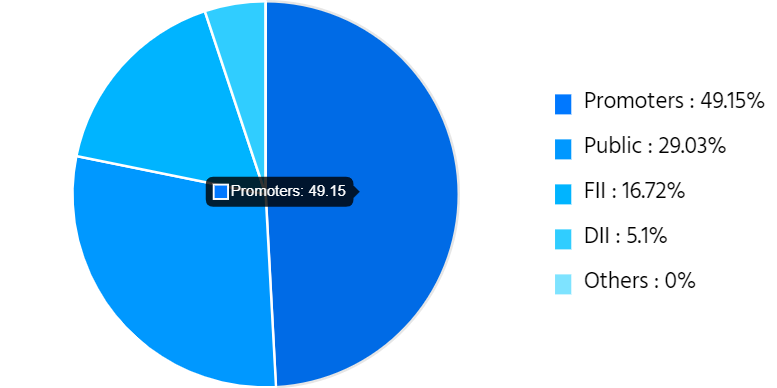 Promoters : 49.15%
Public : 29.03%
Promoters: 49.15
FII : 16.72%
DII : 5.1%
Others : 0%